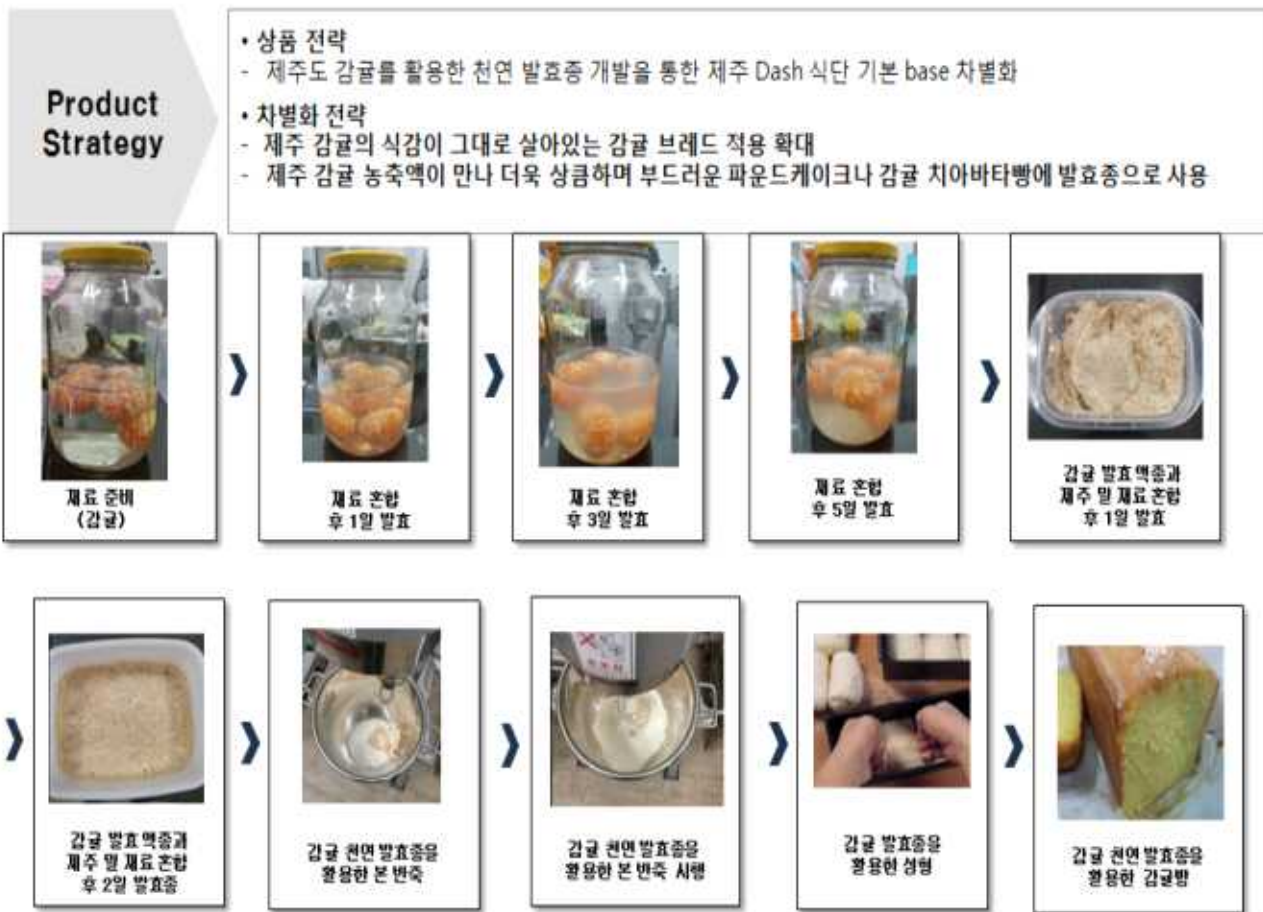 Product
Strategy
• 상품 전략
- 제주도 감귤를 활용한 천연 발효종 개발을 통한 제주 Dash 식단 기본 base 차별화
• 차별화 전략
- 제주 감귤의 식감이 그대로 살아있는 감귤 브레드 적용 확대
- 제주 감귤 농축액이 만나 더욱 상큼하며 부드러운 파운드케이크나 감귤 치아바타빵에 발효종으로 사용
재료 준비
(감귤)
재료 혼합
후 1일 발효
재료 혼합
후 3일 발효
재료 혼합
후 5일 발효
감귤 발효 액종과
제주 밀 재료 혼합
후 1일 발효
감귤 발효 액종과
제주 밀 재료 혼합
후 2일 발효종
감귤 천연 발효종을
활용한 본 반죽
감귤 천연 발효종을
활용한 본 반죽 시행
감귤 발효종을
활용한 성형
감귤 천연 발효종을
활용한 감귤빵